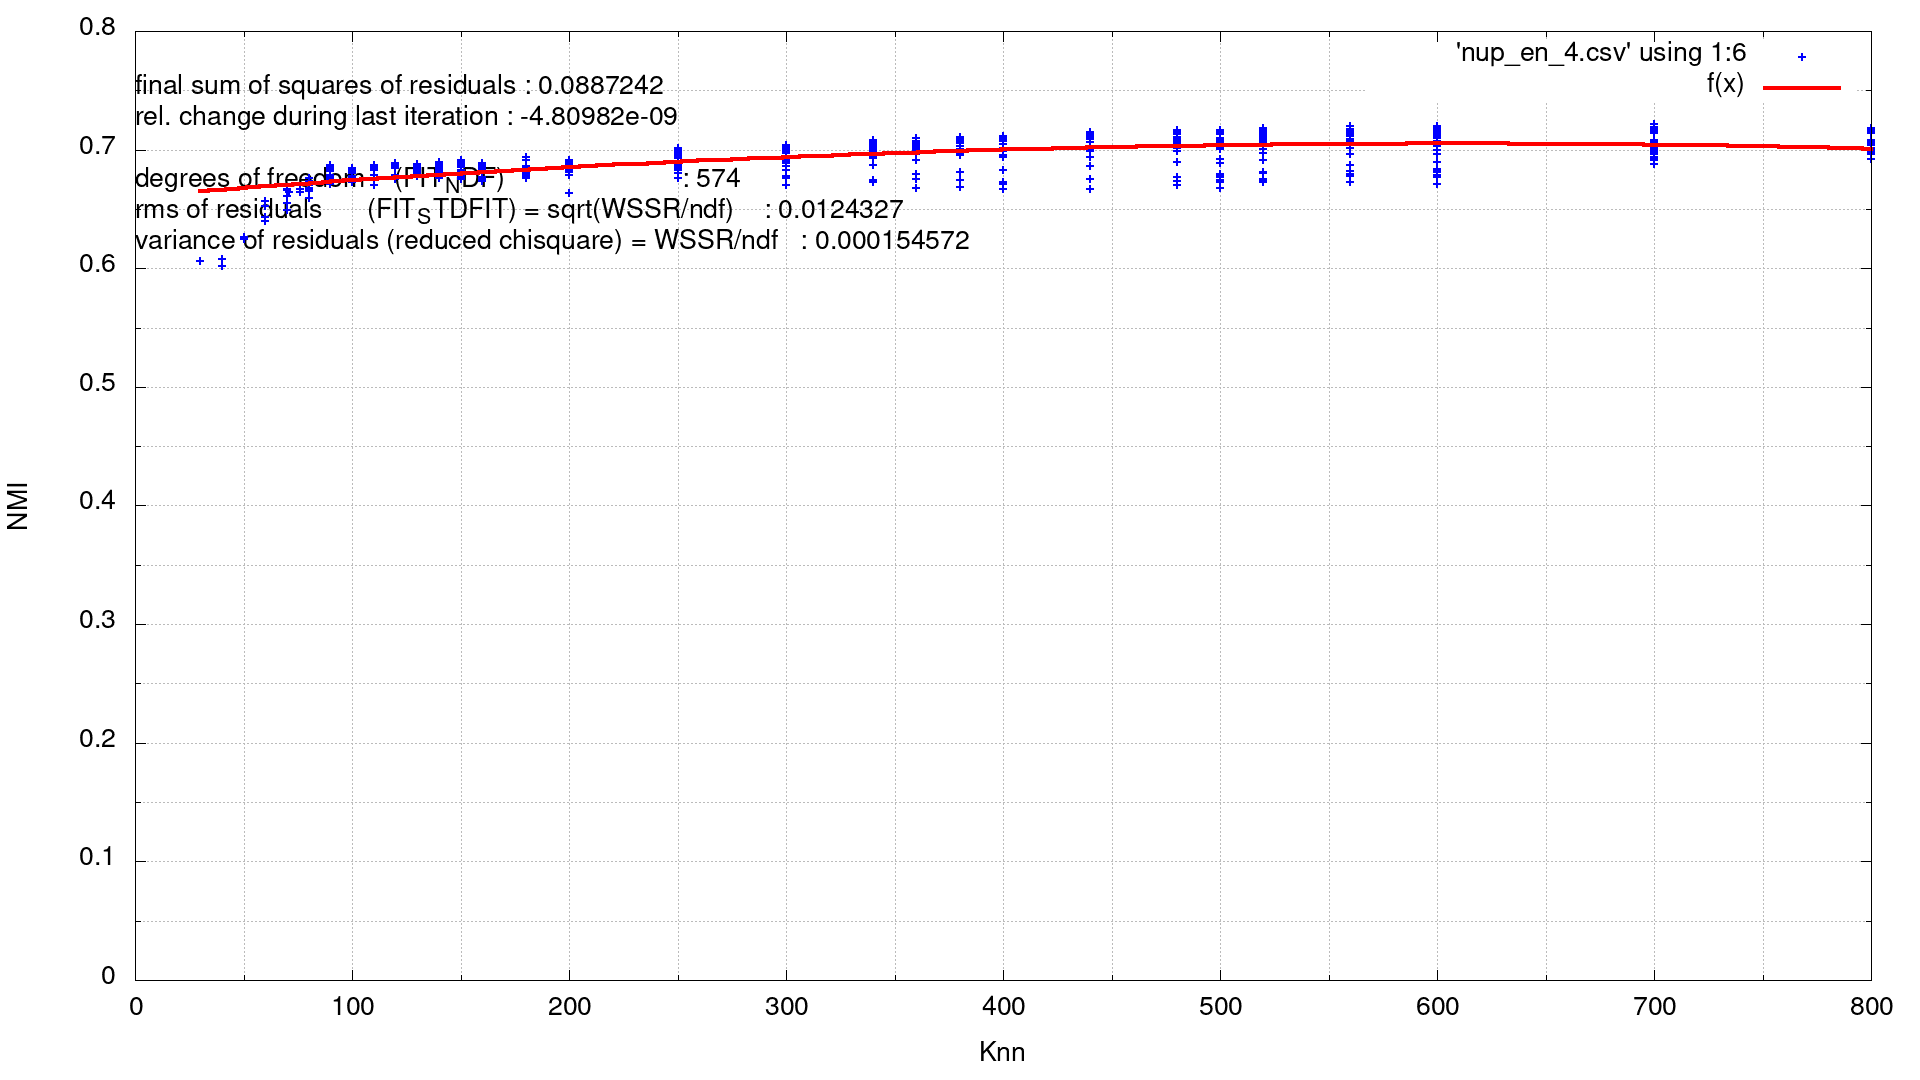 'nup_en_4.csv' using 1:6
f(x)
final sum of squares of residuals : 0.0887242
rel. change during last iteration : -4.80982e-09
degrees of freedom (FIT_NDF) : 574
rms of residuals (FIT_STDFIT) = sqrt(WSSR/ndf) : 0.0124327
variance of residuals (reduced chisquare) = WSSR/ndf : 0.000154572
0.8
0.7
0.6
0.5
0.4
0.3
0.2
0.1
0
NMI
0 100 200 300 400 500 600 700 800
Knn